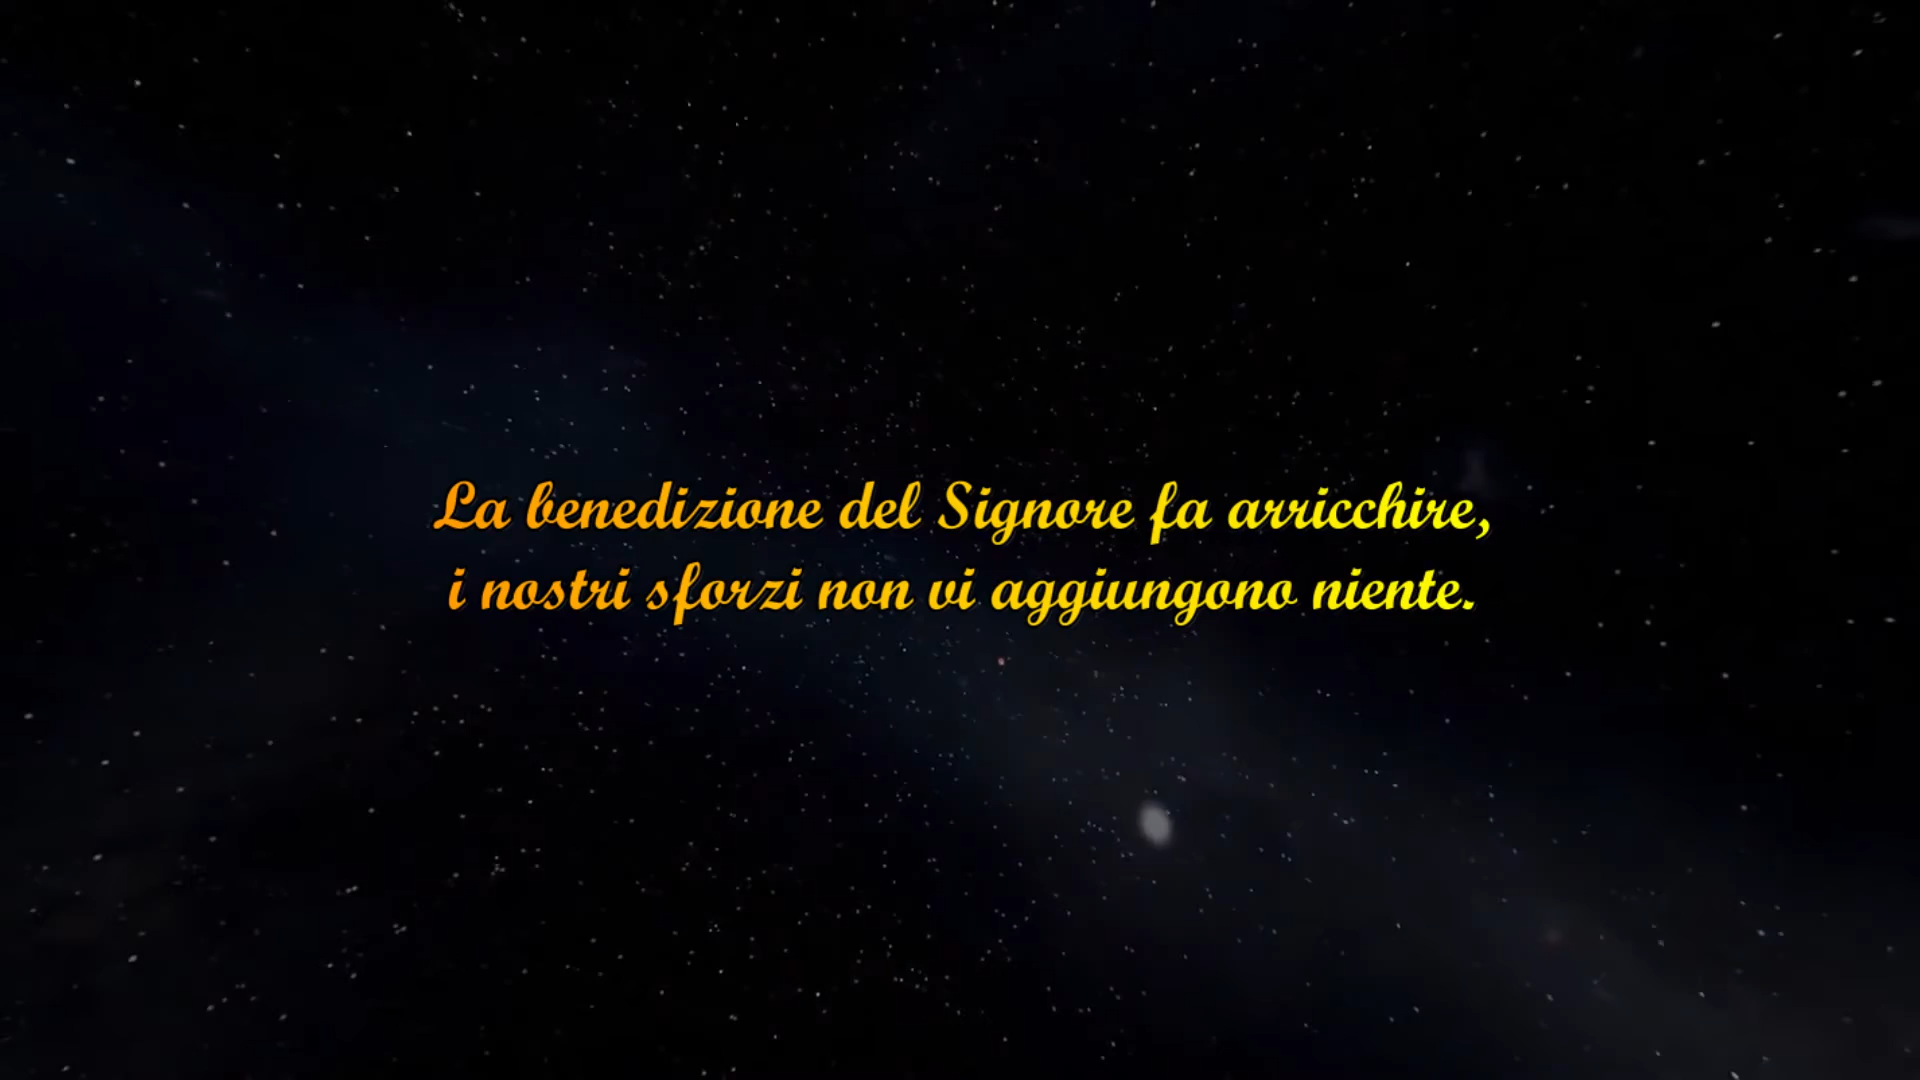 La benedizione del Signore fa arricchire,
i nostri sforzi non vi aggiungono niente.